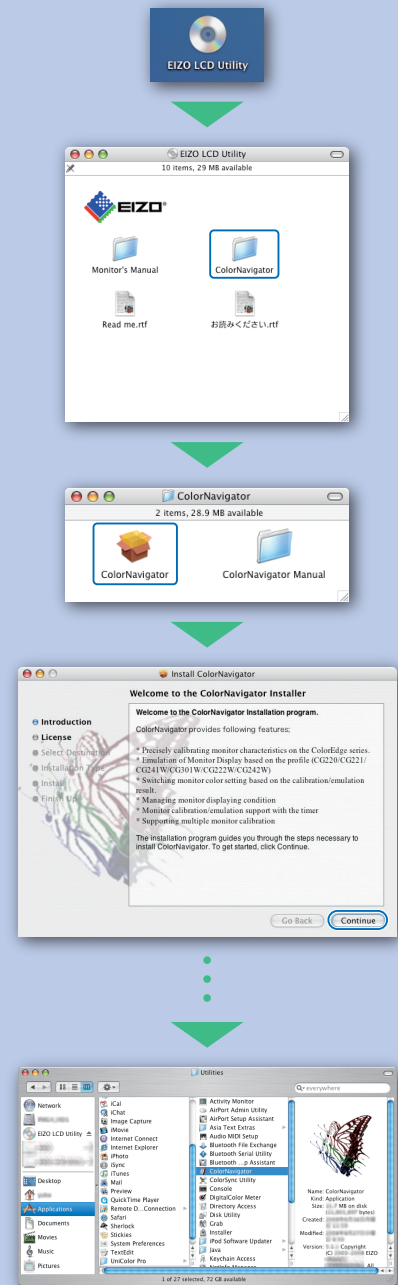 EIZO LCD Utility
EIZO LCD Utility
10 items, 29 MB available
EIZO
Monitor's Manual
ColorNavigator
Read me.rtf
お読みください.rtf
ColorNavigator
2 items, 28.9 MB available
ColorNavigator
ColorNavigator Manual
Install ColorNavigator
Welcome to the ColorNavigator Installer
Introduction
License
Select Destination
Installation Type
Install
Finish Up
Welcome to the ColorNavigator Installation program.
ColorNavigator provides following features;
* Precisely calibrating monitor characteristics on the ColorEdge series.
* Emulation of Monitor Display based on the profile (CG220/CG221/
CG241W/CG301W/CG222W/CG242W)
* Switching monitor color setting based on the calibration/emulation
result.
* Managing monitor displaying condition
* Monitor calibration/emulation support with the timer
* Supporting multiple monitor calibration
The installation program guides you through the steps necessary to
install ColorNavigator. To get started, click Continue.
Go Back
Continue
Utilities
everywhere
Network
EIZO LCD Utility
Desktop
Applications
Documents
Movies
Music
Pictures
iCal
iChat
Image Capture
iMovie
Internet Connect
Internet Explorer
iPhoto
iSync
iTunes
Mail
Preview
QuickTime Player
Remote D...Connection
Safari
Sherlock
Stickies
System Preferences
TextEdit
UniColor Pro
Activity Monitor
AirPort Admin Utility
AirPort Setup Assistant
Asia Text Extras
Audio MIDI Setup
Bluetooth File Exchange
Bluetooth Serial Utility
Bluetooth ...p Assistant
ColorNavigator
ColorSync Utility
Console
DigitalColor Meter
Directory Access
Disk Utility
Grab
Installer
iPod Software Updater
Java
Keychain Access
Name: ColorNavigator
Kind: Application
Size: MB on disk
bytes)
Created:
Modified:
Version: Copyright
(C) EIZO
All
1 of 27 selected, 72 GB available